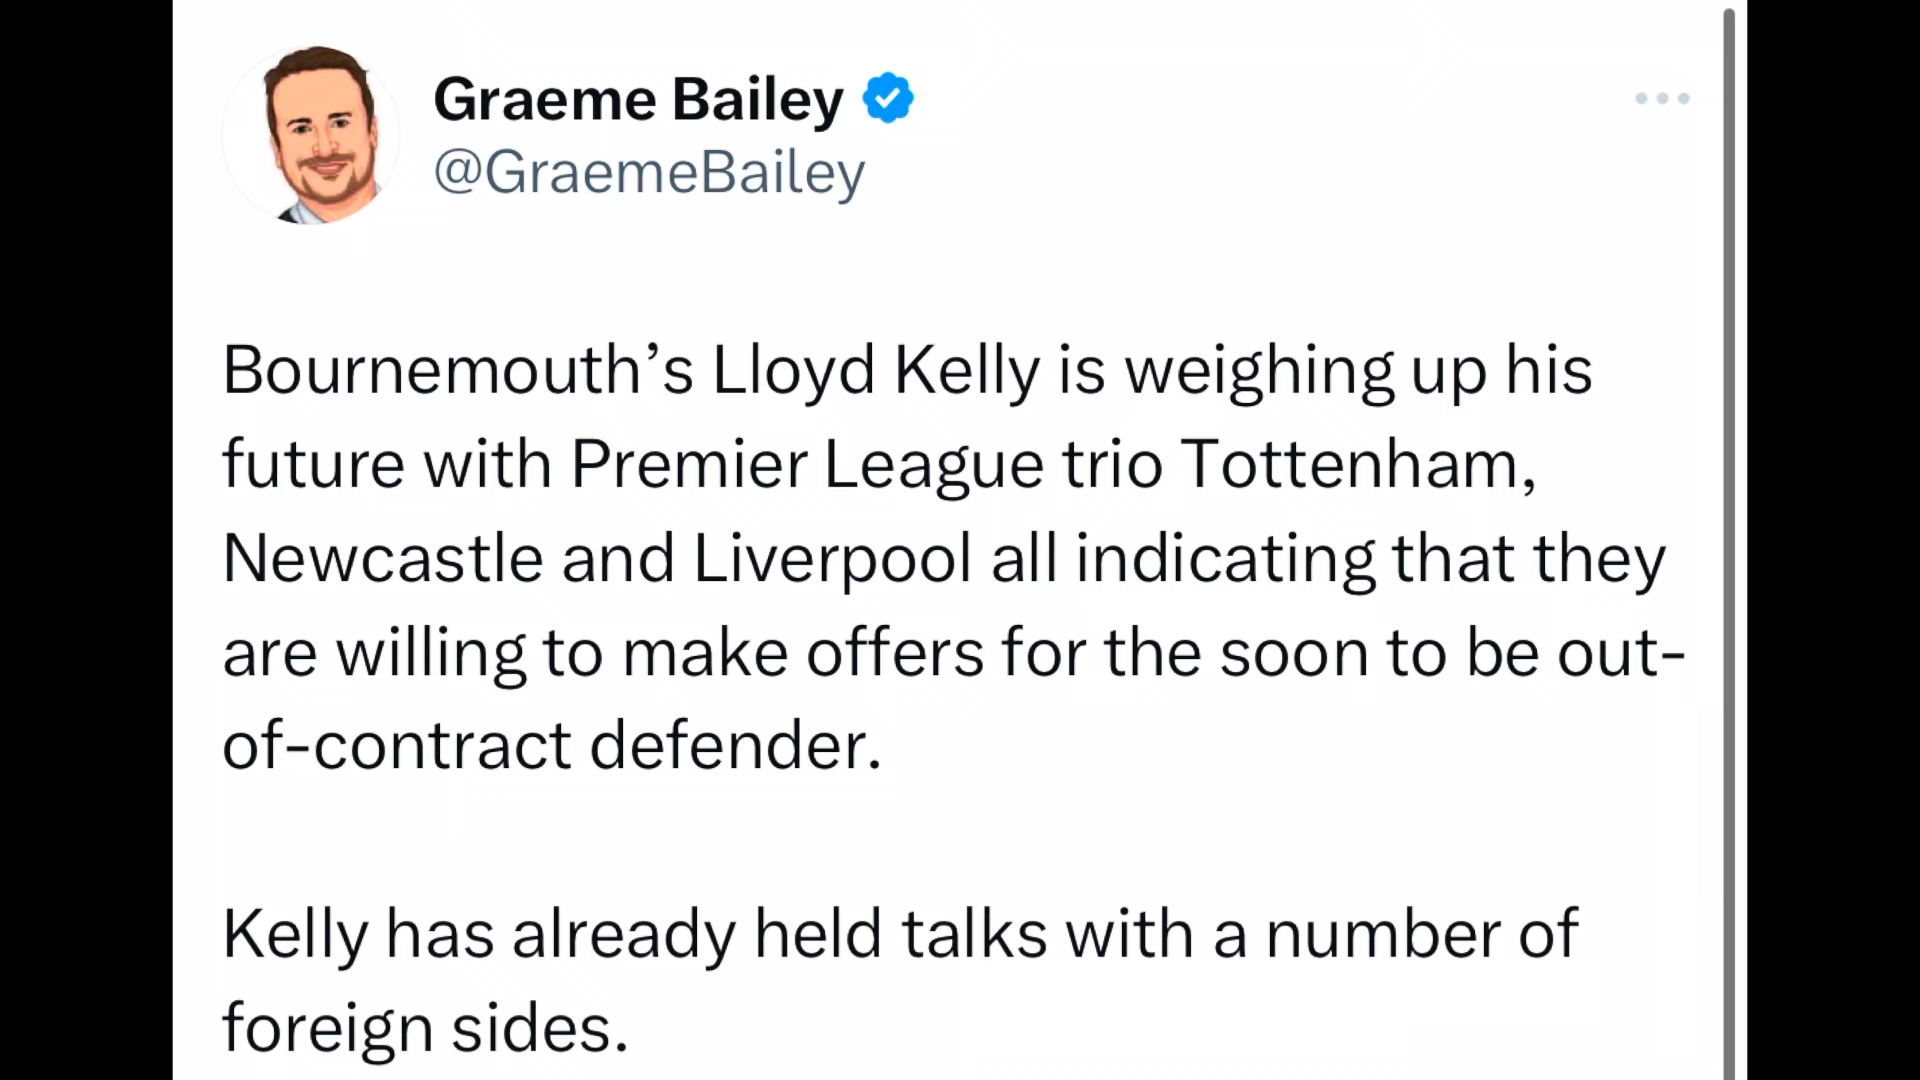 Graeme Bailey
@GraemeBailey
Bournemouth’s Lloyd Kelly is weighing up his
future with Premier League trio Tottenham,
Newcastle and Liverpool all indicating that they
are willing to make offers for the soon to be out-
of-contract defender.
Kelly has already held talks with a number of
foreign sides.